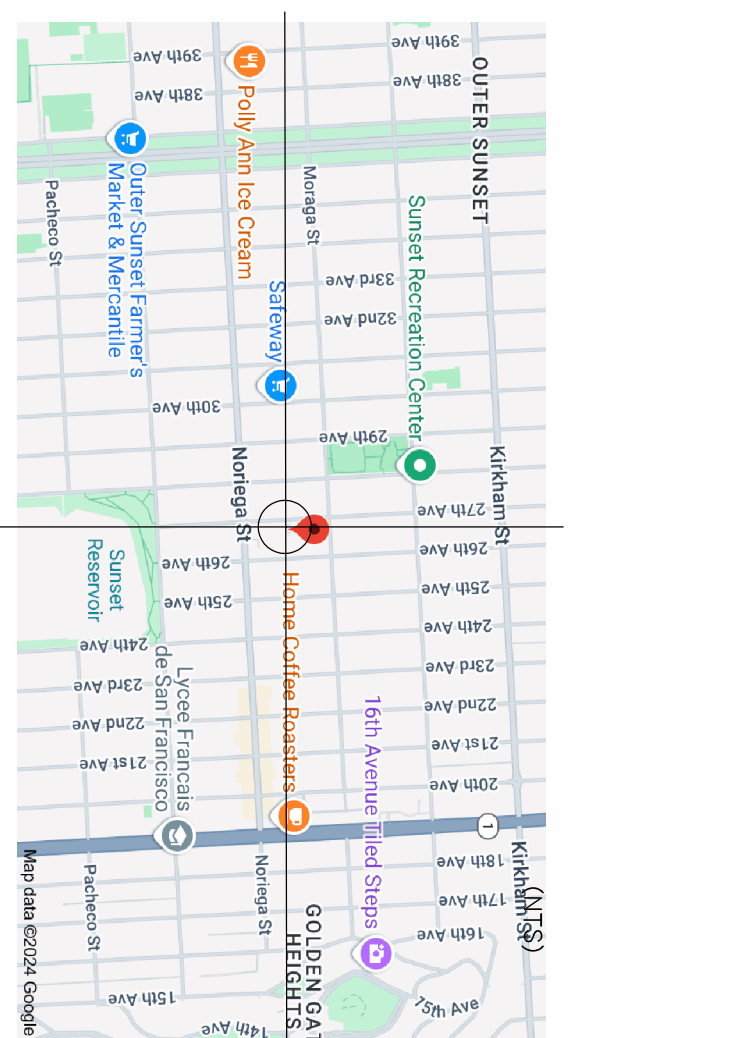 OUTER SUNSET
Kirkham St
Kirkham St
(NTS)
1
39th Ave
38th Ave
27th Ave
26th Ave
25th Ave
24th Ave
23rd Ave
22nd Ave
21st Ave
20th Ave
18th Ave
17th Ave
16th Ave
15th Ave
Sunset Recreation Center
16th Avenue Tiled Steps
33rd Ave
32nd Ave
29th Ave
Moraga St
GOLDEN GAT
HEIGHTS
Safeway
Home Coffee Roasters
Polly Ann Ice Cream
Noriega St
Noriega St
39th Ave
38th Ave
30th Ave
26th Ave
25th Ave
14th Ave
Lycee Francais
de San Francisco
Outer Sunset Farmer's
Market & Mercantile
Sunset
Reservoir
24th Ave
23rd Ave
22nd Ave
21st Ave
15th Ave
Pacheco St
Pacheco St
Map data ©2024 Google